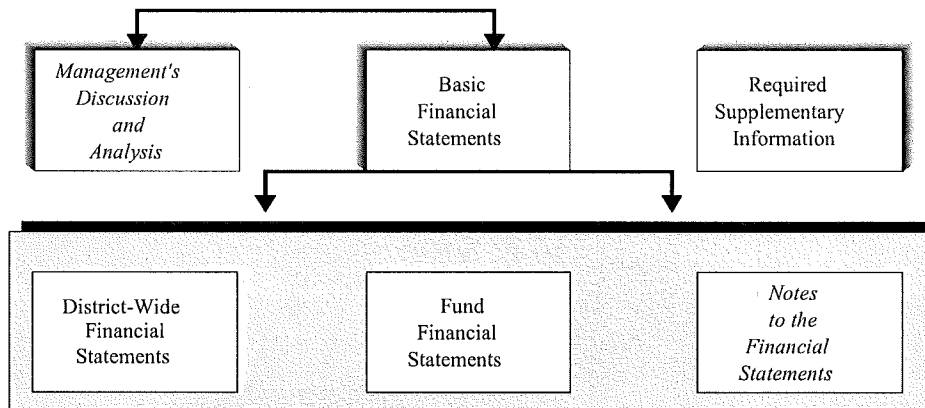 Management's
Discussion
and
Analysis
Basic
Financial
Statements
Required
Supplementary
Information
District-Wide
Financial
Statements
Fund
Financial
Statements
Notes
to the
Financial
Statements